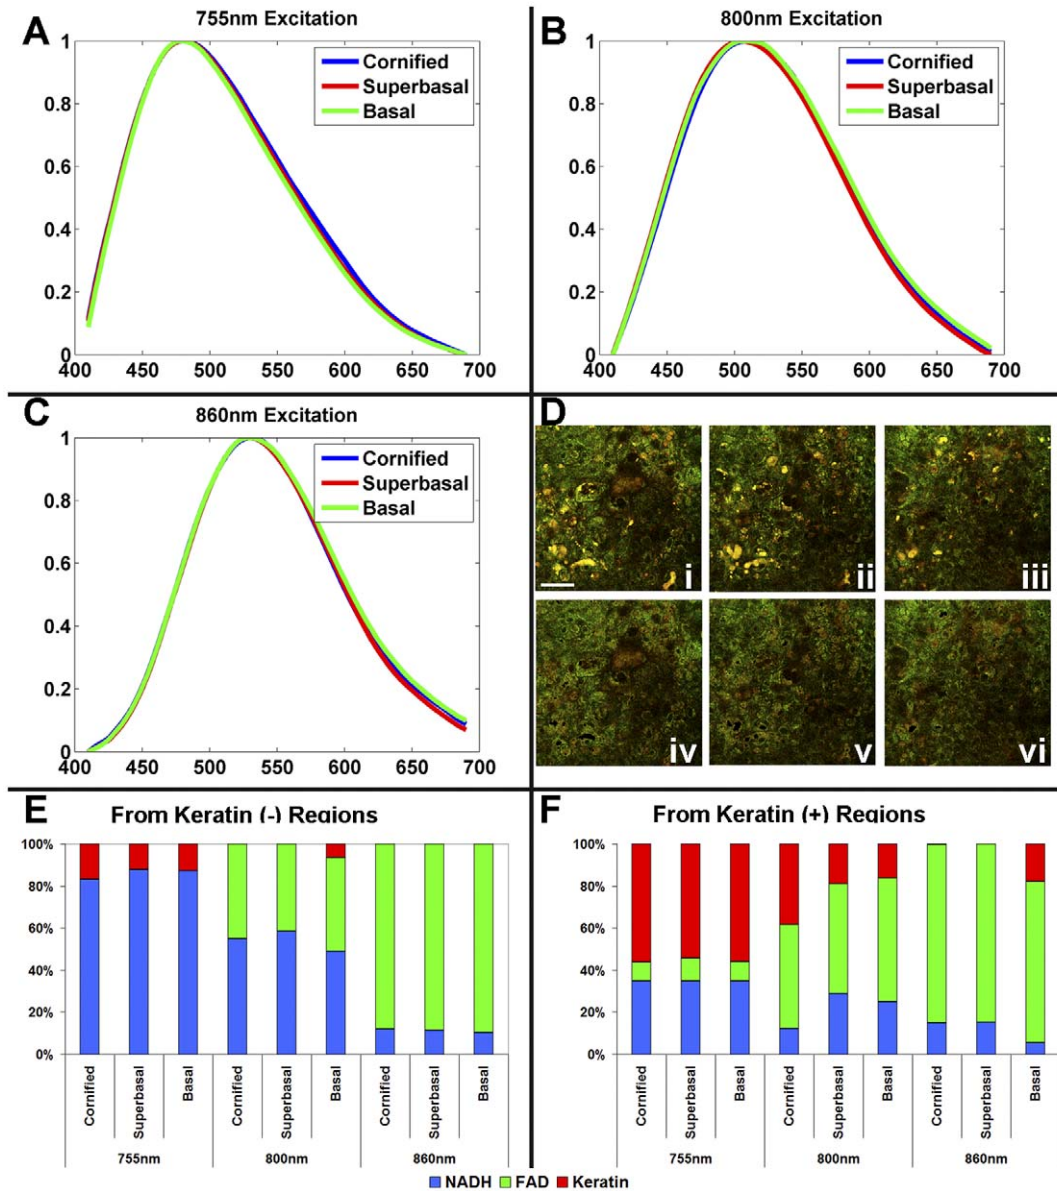 A
755nm Excitation
1
0.8
0.6
0.4
0.2
0
400 450 500 550 600 650 700
Cornified
Superbasal
Basal
B
800nm Excitation
1
0.8
0.6
0.4
0.2
0
400 450 500 550 600 650 700
Cornified
Superbasal
Basal
C
860nm Excitation
1
0.8
0.6
0.4
0.2
0
400 450 500 550 600 650 700
Cornified
Superbasal
Basal
D
i ii iii
iv v vi
E
From Keratin (-) Regions
100%
80%
60%
40%
20%
0%
Cornified Superbasal Basal Cornified Superbasal Basal Cornified Superbasal Basal
755nm 800nm 860nm
F
From Keratin (+) Regions
100%
80%
60%
40%
20%
0%
Cornified Superbasal Basal Cornified Superbasal Basal Cornified Superbasal Basal
755nm 800nm 860nm
NADH FAD Keratin